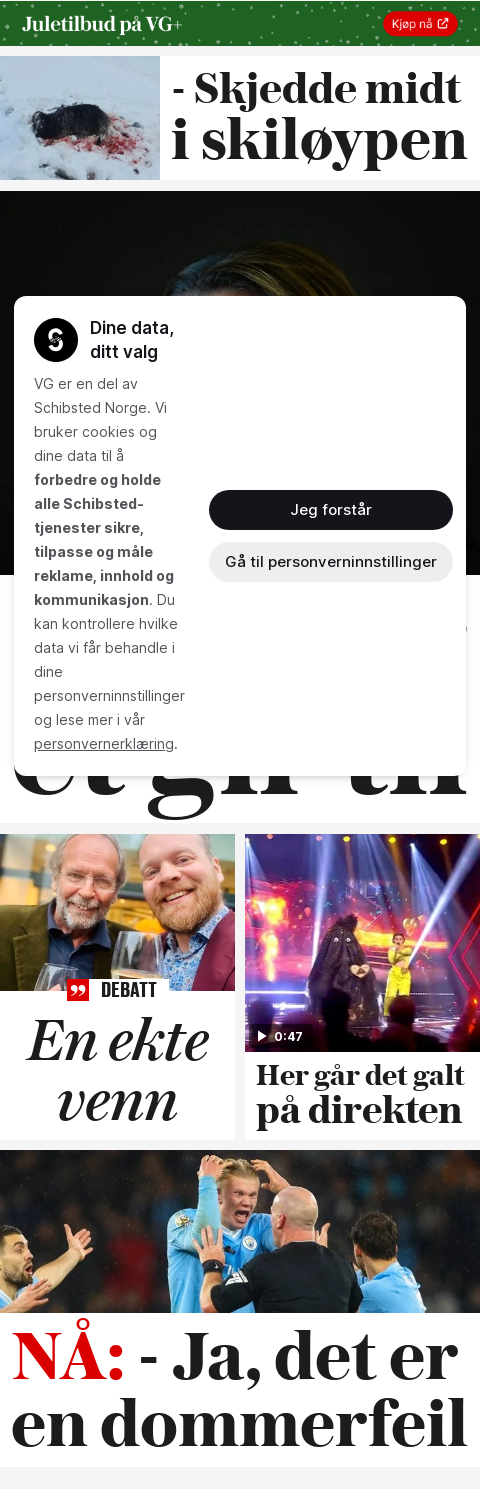 Juletilbud på VG+
Kjøp nå
- Skjedde midt
i skiløypen
Dine data,
ditt valg
VG er en del av
Schibsted Norge. Vi
bruker cookies og
dine data til å
forbedre og holde
alle Schibsted-
tjenester sikre,
tilpasse og måle
reklame, innhold og
kommunikasjon. Du
kan kontrollere hvilke
data vi får behandle i
dine
personverninnstillinger
og lese mer i vår
personvernerklæring.
Jeg forstår
Gå til personverninnstillinger
DEBATT
En ekte
venn
0:47
Her går det galt
på direkten
NÅ: - Ja, det er
en dommerfeil